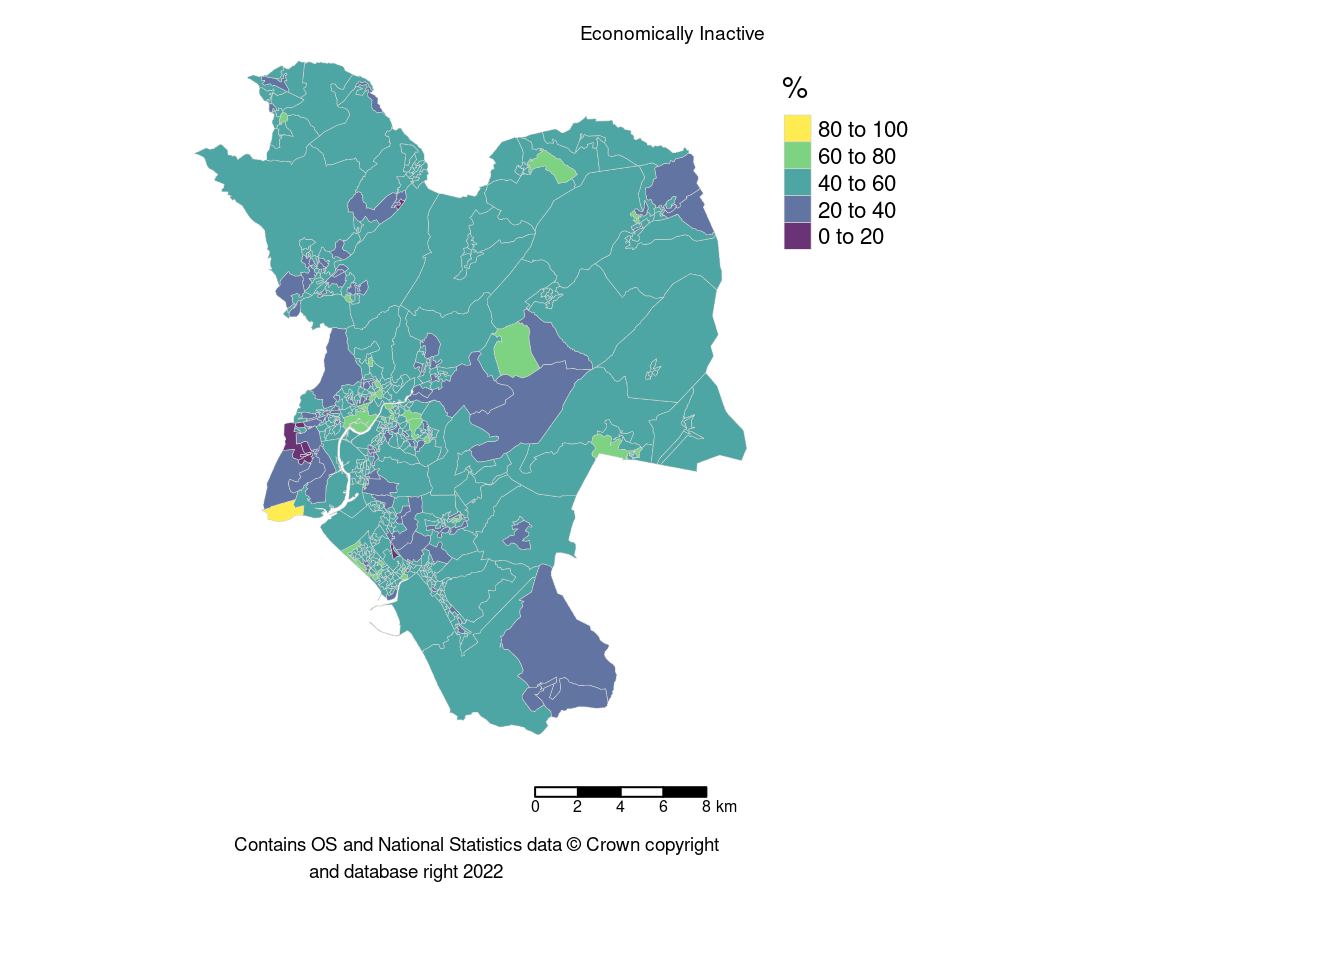 Economically Inactive
%
80 to 100
60 to 80
40 to 60
20 to 40
0 to 20
0 2 4 6 8 km
Contains OS and National Statistics data © Crown copyright
and database right 2022